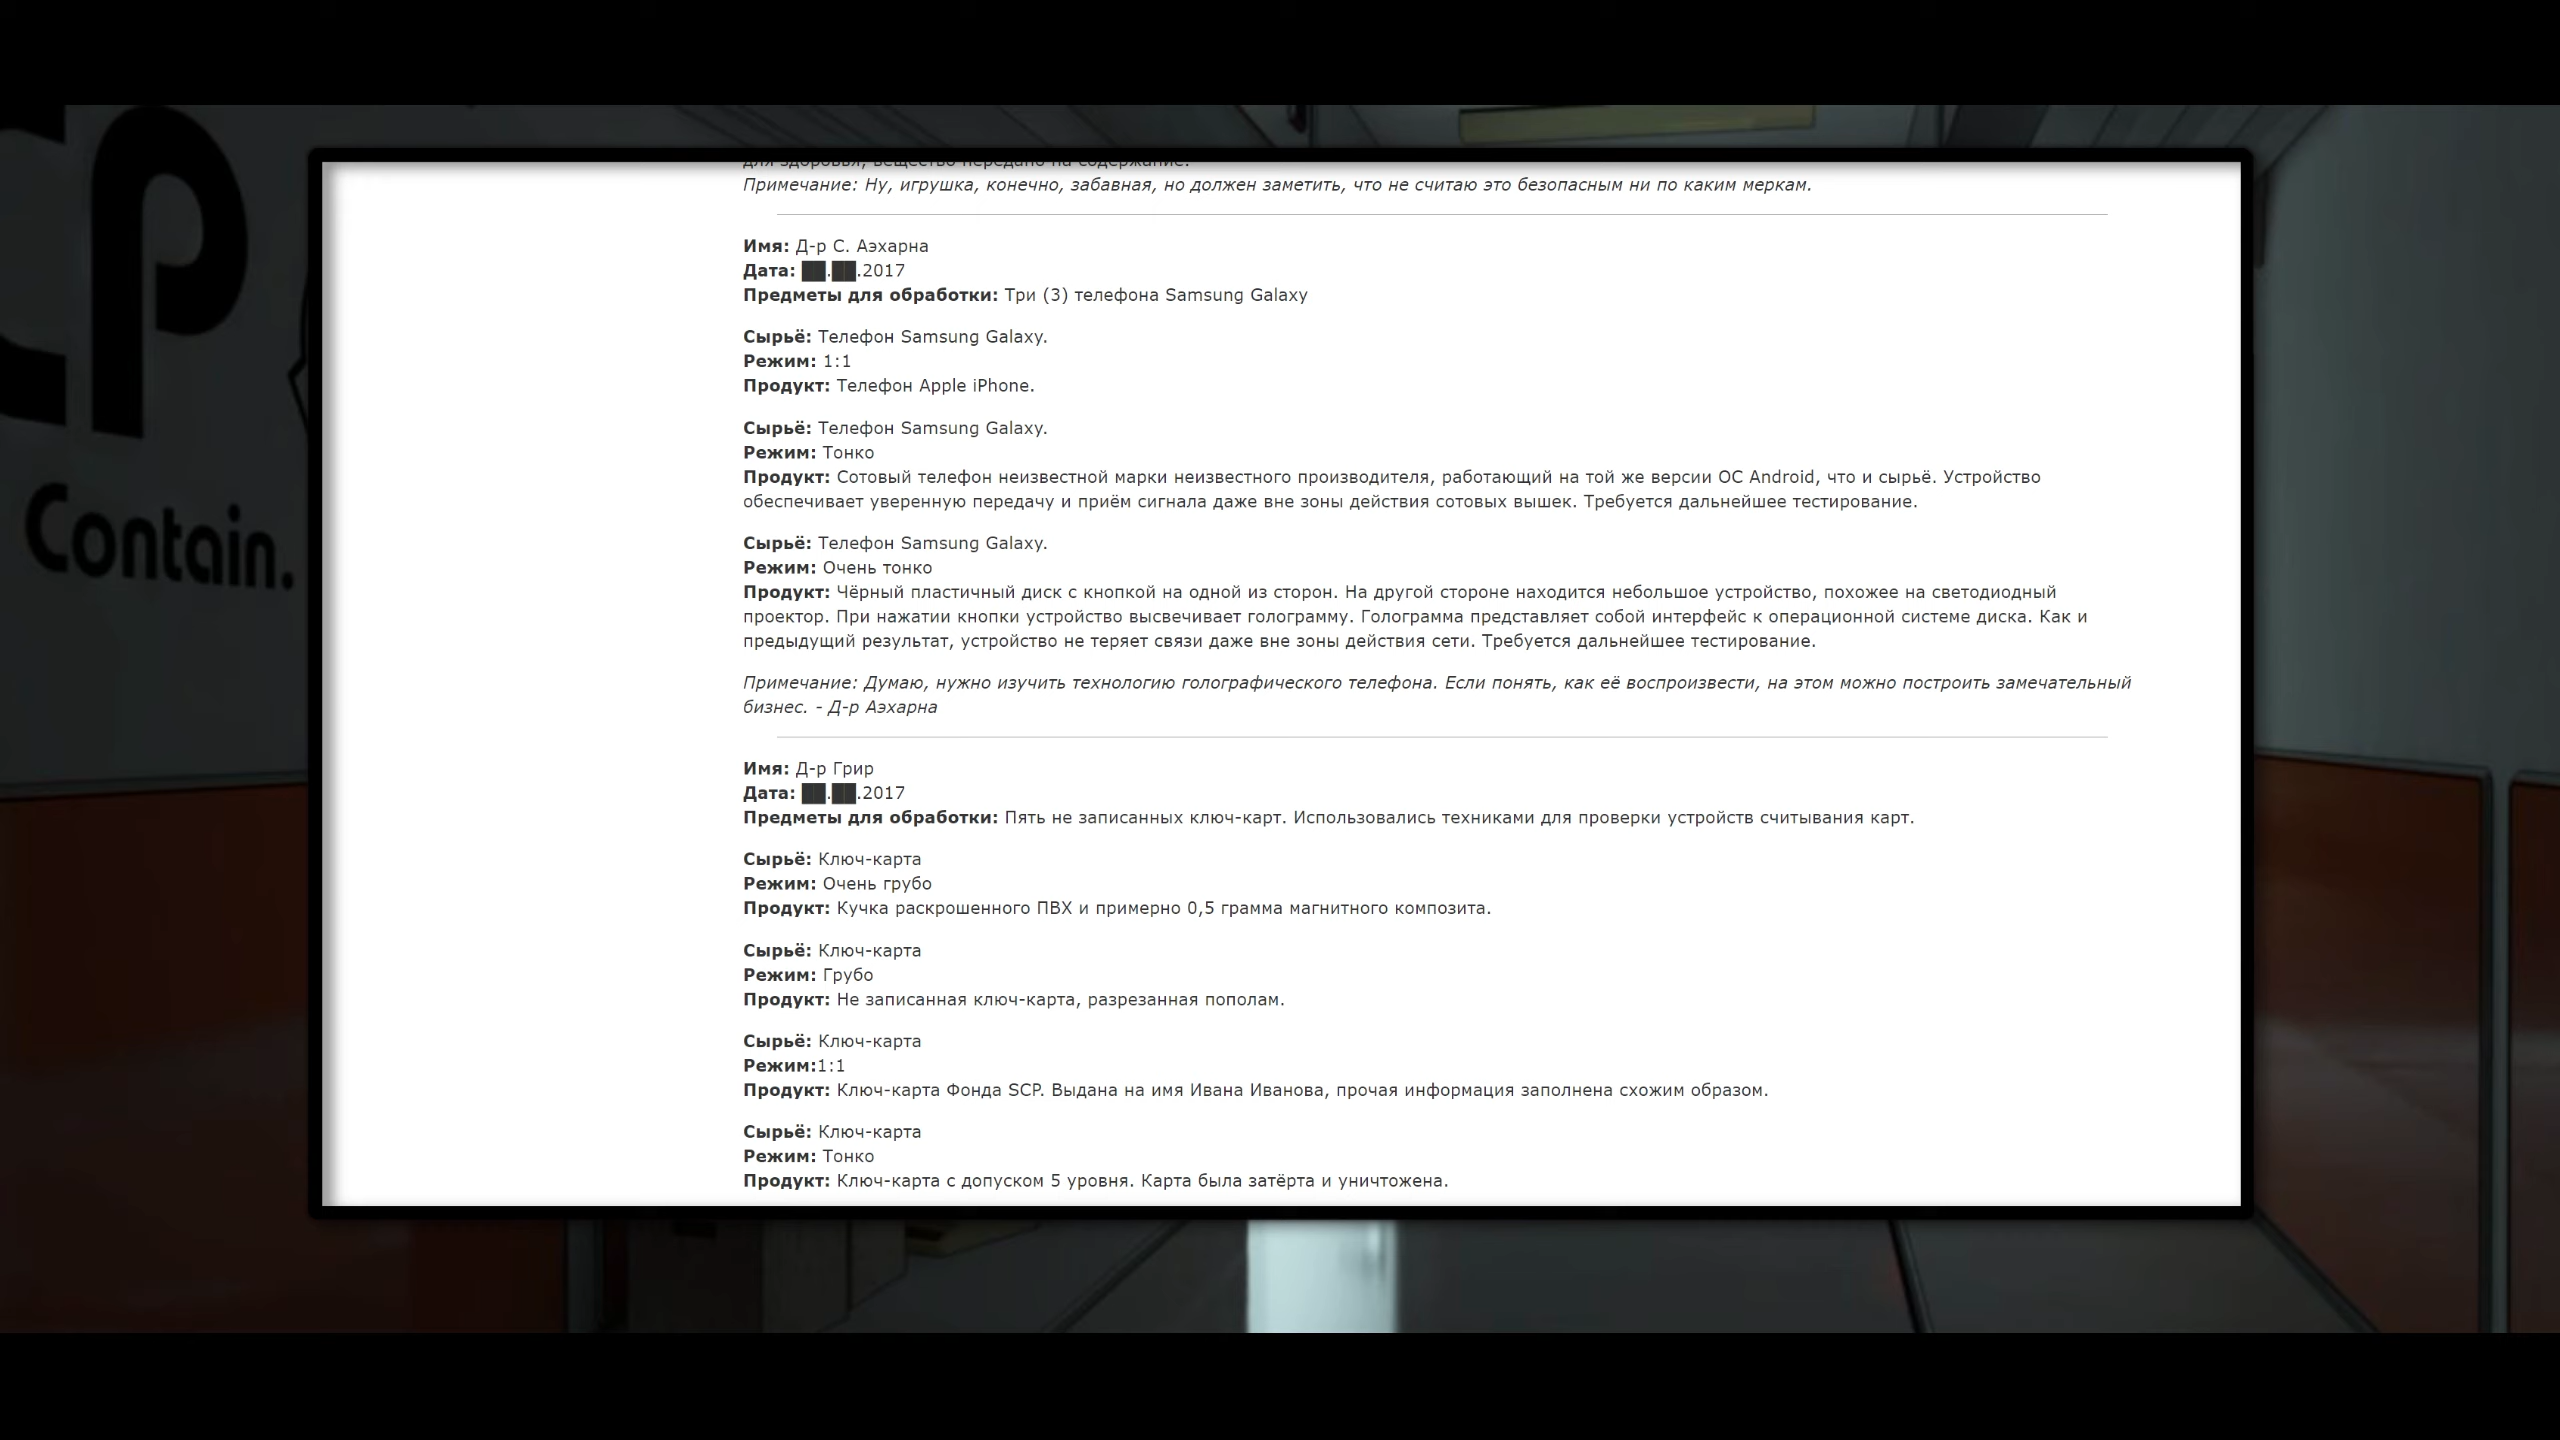 CP
Contain.
для здоровья, вещество передано на содержание.
Примечание: Ну, игрушка, конечно, забавная, но должен заметить, что не считаю это безопасным ни по каким меркам.
Имя: Д-р С. Аэхарна
Дата: ██.██.2017
Предметы для обработки: Три (3) телефона Samsung Galaxy
Сырьё: Телефон Samsung Galaxy.
Режим: 1:1
Продукт: Телефон Apple iPhone.
Сырьё: Телефон Samsung Galaxy.
Режим: Тонко
Продукт: Сотовый телефон неизвестной марки неизвестного производителя, работающий на той же версии ОС Android, что и сырьё. Устройство
обеспечивает уверенную передачу и приём сигнала даже вне зоны действия сотовых вышек. Требуется дальнейшее тестирование.
Сырьё: Телефон Samsung Galaxy.
Режим: Очень тонко
Продукт: Чёрный пластичный диск с кнопкой на одной из сторон. На другой стороне находится небольшое устройство, похожее на светодиодный
проектор. При нажатии кнопки устройство высвечивает голограмму. Голограмма представляет собой интерфейс к операционной системе диска. Как и
предыдущий результат, устройство не теряет связи даже вне зоны действия сети. Требуется дальнейшее тестирование.
Примечание: Думаю, нужно изучить технологию голографического телефона. Если понять, как её воспроизвести, на этом можно построить замечательный
бизнес. - Д-р Аэхарна
Имя: Д-р Грир
Дата: ██.██.2017
Предметы для обработки: Пять не записанных ключ-карт. Использовались техниками для проверки устройств считывания карт.
Сырьё: Ключ-карта
Режим: Очень грубо
Продукт: Кучка раскрошенного ПВХ и примерно 0,5 грамма магнитного композита.
Сырьё: Ключ-карта
Режим: Грубо
Продукт: Не записанная ключ-карта, разрезанная пополам.
Сырьё: Ключ-карта
Режим:1:1
Продукт: Ключ-карта Фонда SCP. Выдана на имя Ивана Иванова, прочая информация заполнена схожим образом.
Сырьё: Ключ-карта
Режим: Тонко
Продукт: Ключ-карта с допуском 5 уровня. Карта была затёрта и уничтожена.